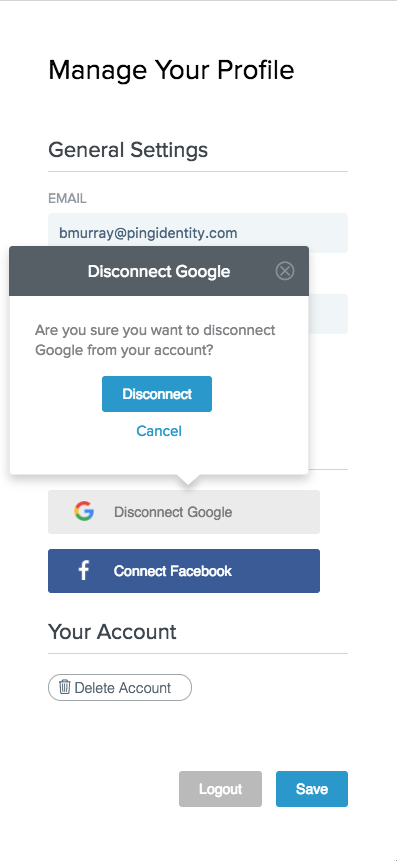 Manage Your Profile
General Settings
EMAIL
bmurray@pingidentity.com
Disconnect Google
Are you sure you want to disconnect
Google from your account?
Disconnect
Cancel
Disconnect Google
Connect Facebook
Your Account
Delete Account
Logout
Save